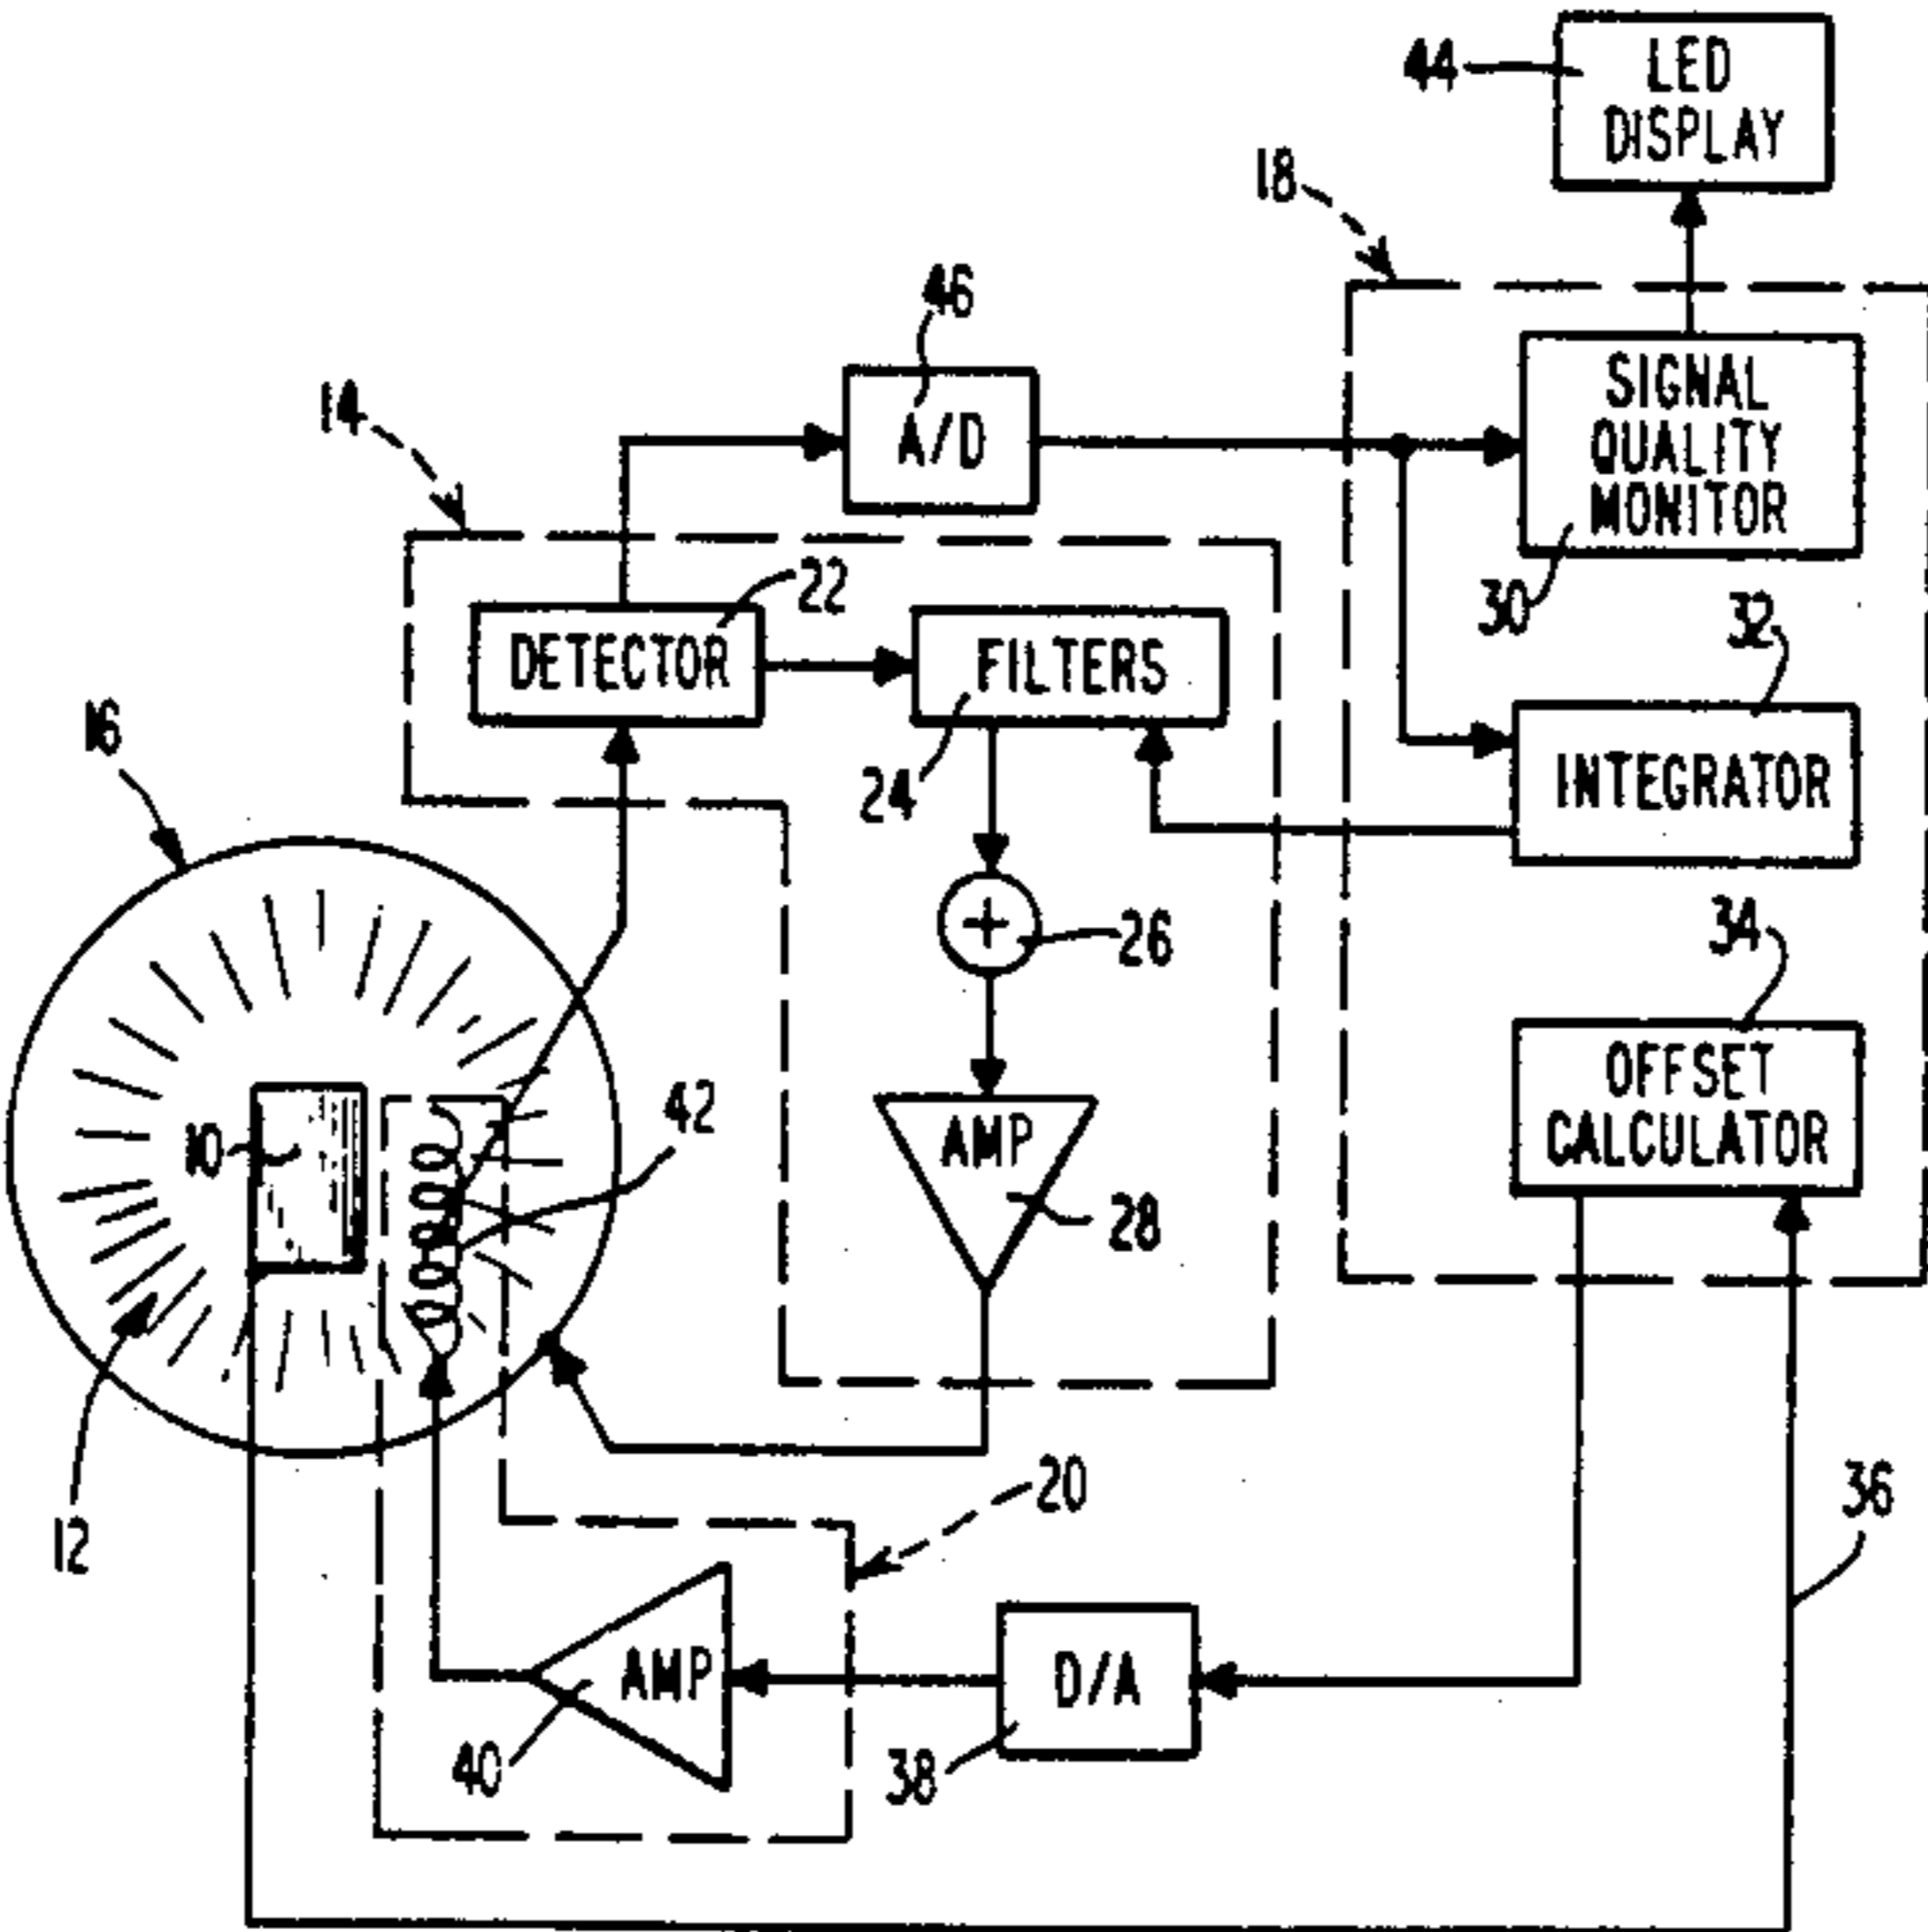 44
LED
DISPLAY
18
46
A/D
14
SIGNAL
QUALITY
MONITOR
30
22
DETECTOR
FILTERS
24
32
INTEGRATOR
16
+
26
34
OFFSET
CALCULATOR
10
42
AMP
28
12
20
36
AMP
40
D/A
38